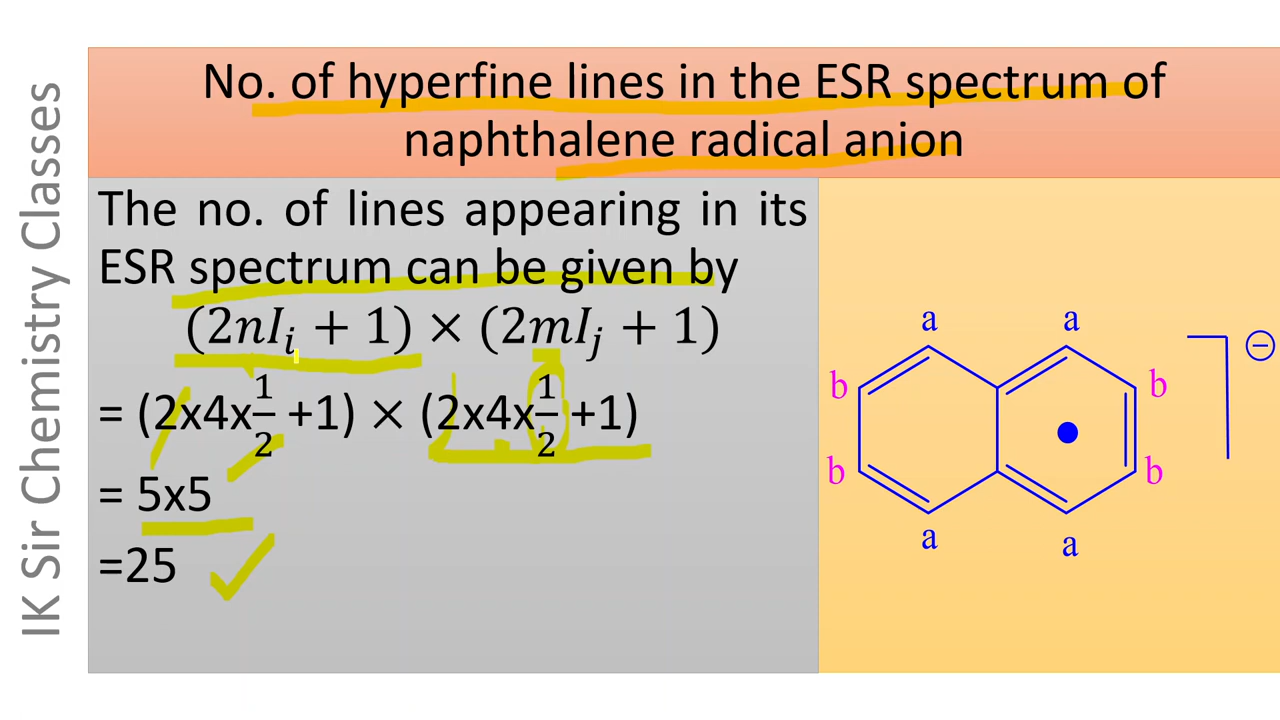 IK Sir Chemistry Classes
No. of hyperfine lines in the ESR spectrum of
naphthalene radical anion
The no. of lines appearing in its
ESR spectrum can be given by
(2nIᵢ + 1) × (2mIⱼ + 1)
= (2x4x1/2 +1) × (2x4x1/2 +1)
= 5x5
=25
a a
b b
b b
a a
⊖